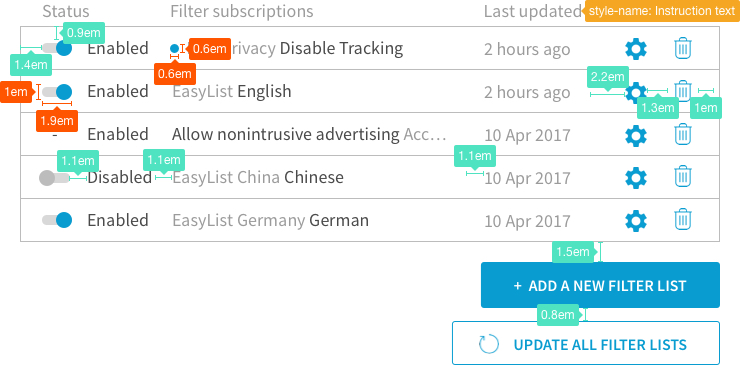 Status Filter subscriptions Last updated style-name: Instruction text
0.9em
Enabled rivacy Disable Tracking 2 hours ago
0.6em
1.4em
0.6em 2.2em
1em Enabled EasyList English 2 hours ago
1.3em 1em
1.9em
Enabled Allow nonintrusive advertising Acc... 10 Apr 2017
1.1em 1.1em 1.1em
Disabled EasyList China Chinese 10 Apr 2017
Enabled EasyList Germany German 10 Apr 2017
1.5em
+ ADD A NEW FILTER LIST
0.8em
UPDATE ALL FILTER LISTS